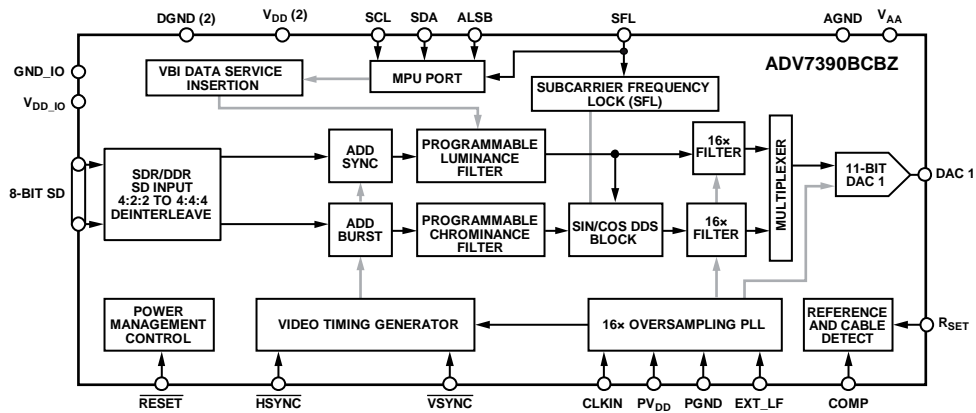 DGND (2)
VDD (2)
SCL
SDA
ALSB
SFL
AGND
VAA
GND_IO
VDD_IO
ADV7390BCBZ
VBI DATA SERVICE
INSERTION
MPU PORT
SUBCARRIER FREQUENCY
LOCK (SFL)
8-BIT SD
SDR/DDR
SD INPUT
4:2:2 TO 4:4:4
DEINTERLEAVE
ADD
SYNC
PROGRAMMABLE
LUMINANCE
FILTER
16×
FILTER
MULTIPLEXER
11-BIT
DAC 1
DAC 1
ADD
BURST
PROGRAMMABLE
CHROMINANCE
FILTER
SIN/COS DDS
BLOCK
16×
FILTER
POWER
MANAGEMENT
CONTROL
VIDEO TIMING GENERATOR
16× OVERSAMPLING PLL
REFERENCE
AND CABLE
DETECT
RSET
RESET
HSYNC
VSYNC
CLKIN
PVDD
PGND
EXT_LF
COMP